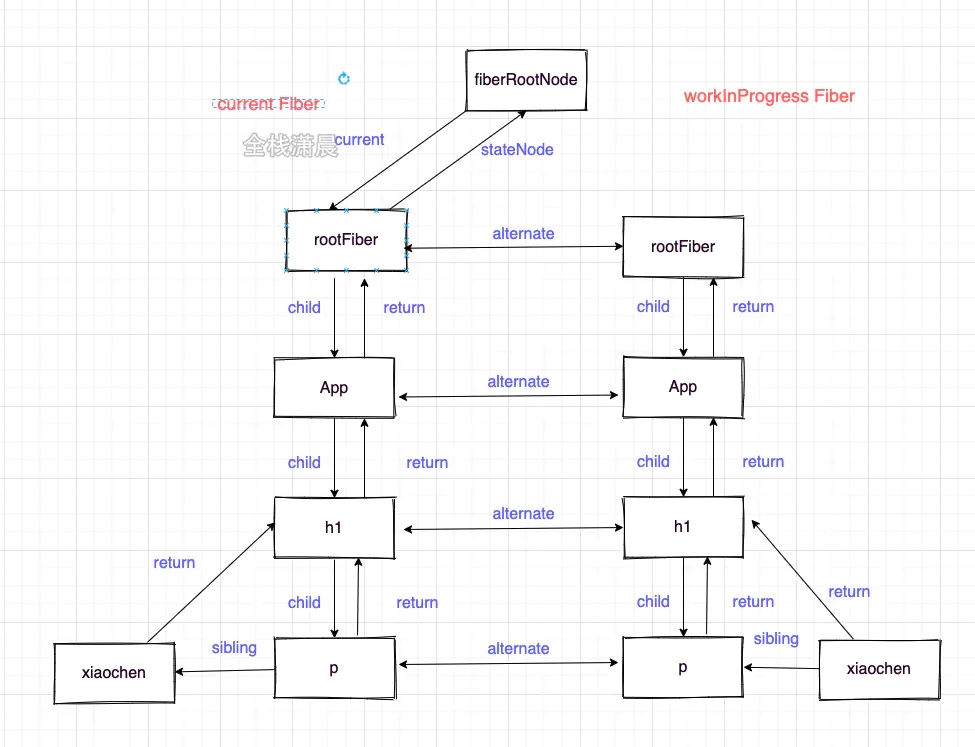 fiberRootNode
current Fiber
workInProgress Fiber
全栈潇晨
current
stateNode
rootFiber
alternate
rootFiber
child
return
child
return
App
alternate
App
child
return
child
return
h1
alternate
h1
return
child
return
child
return
return
xiaochen
sibling
p
alternate
p
sibling
xiaochen